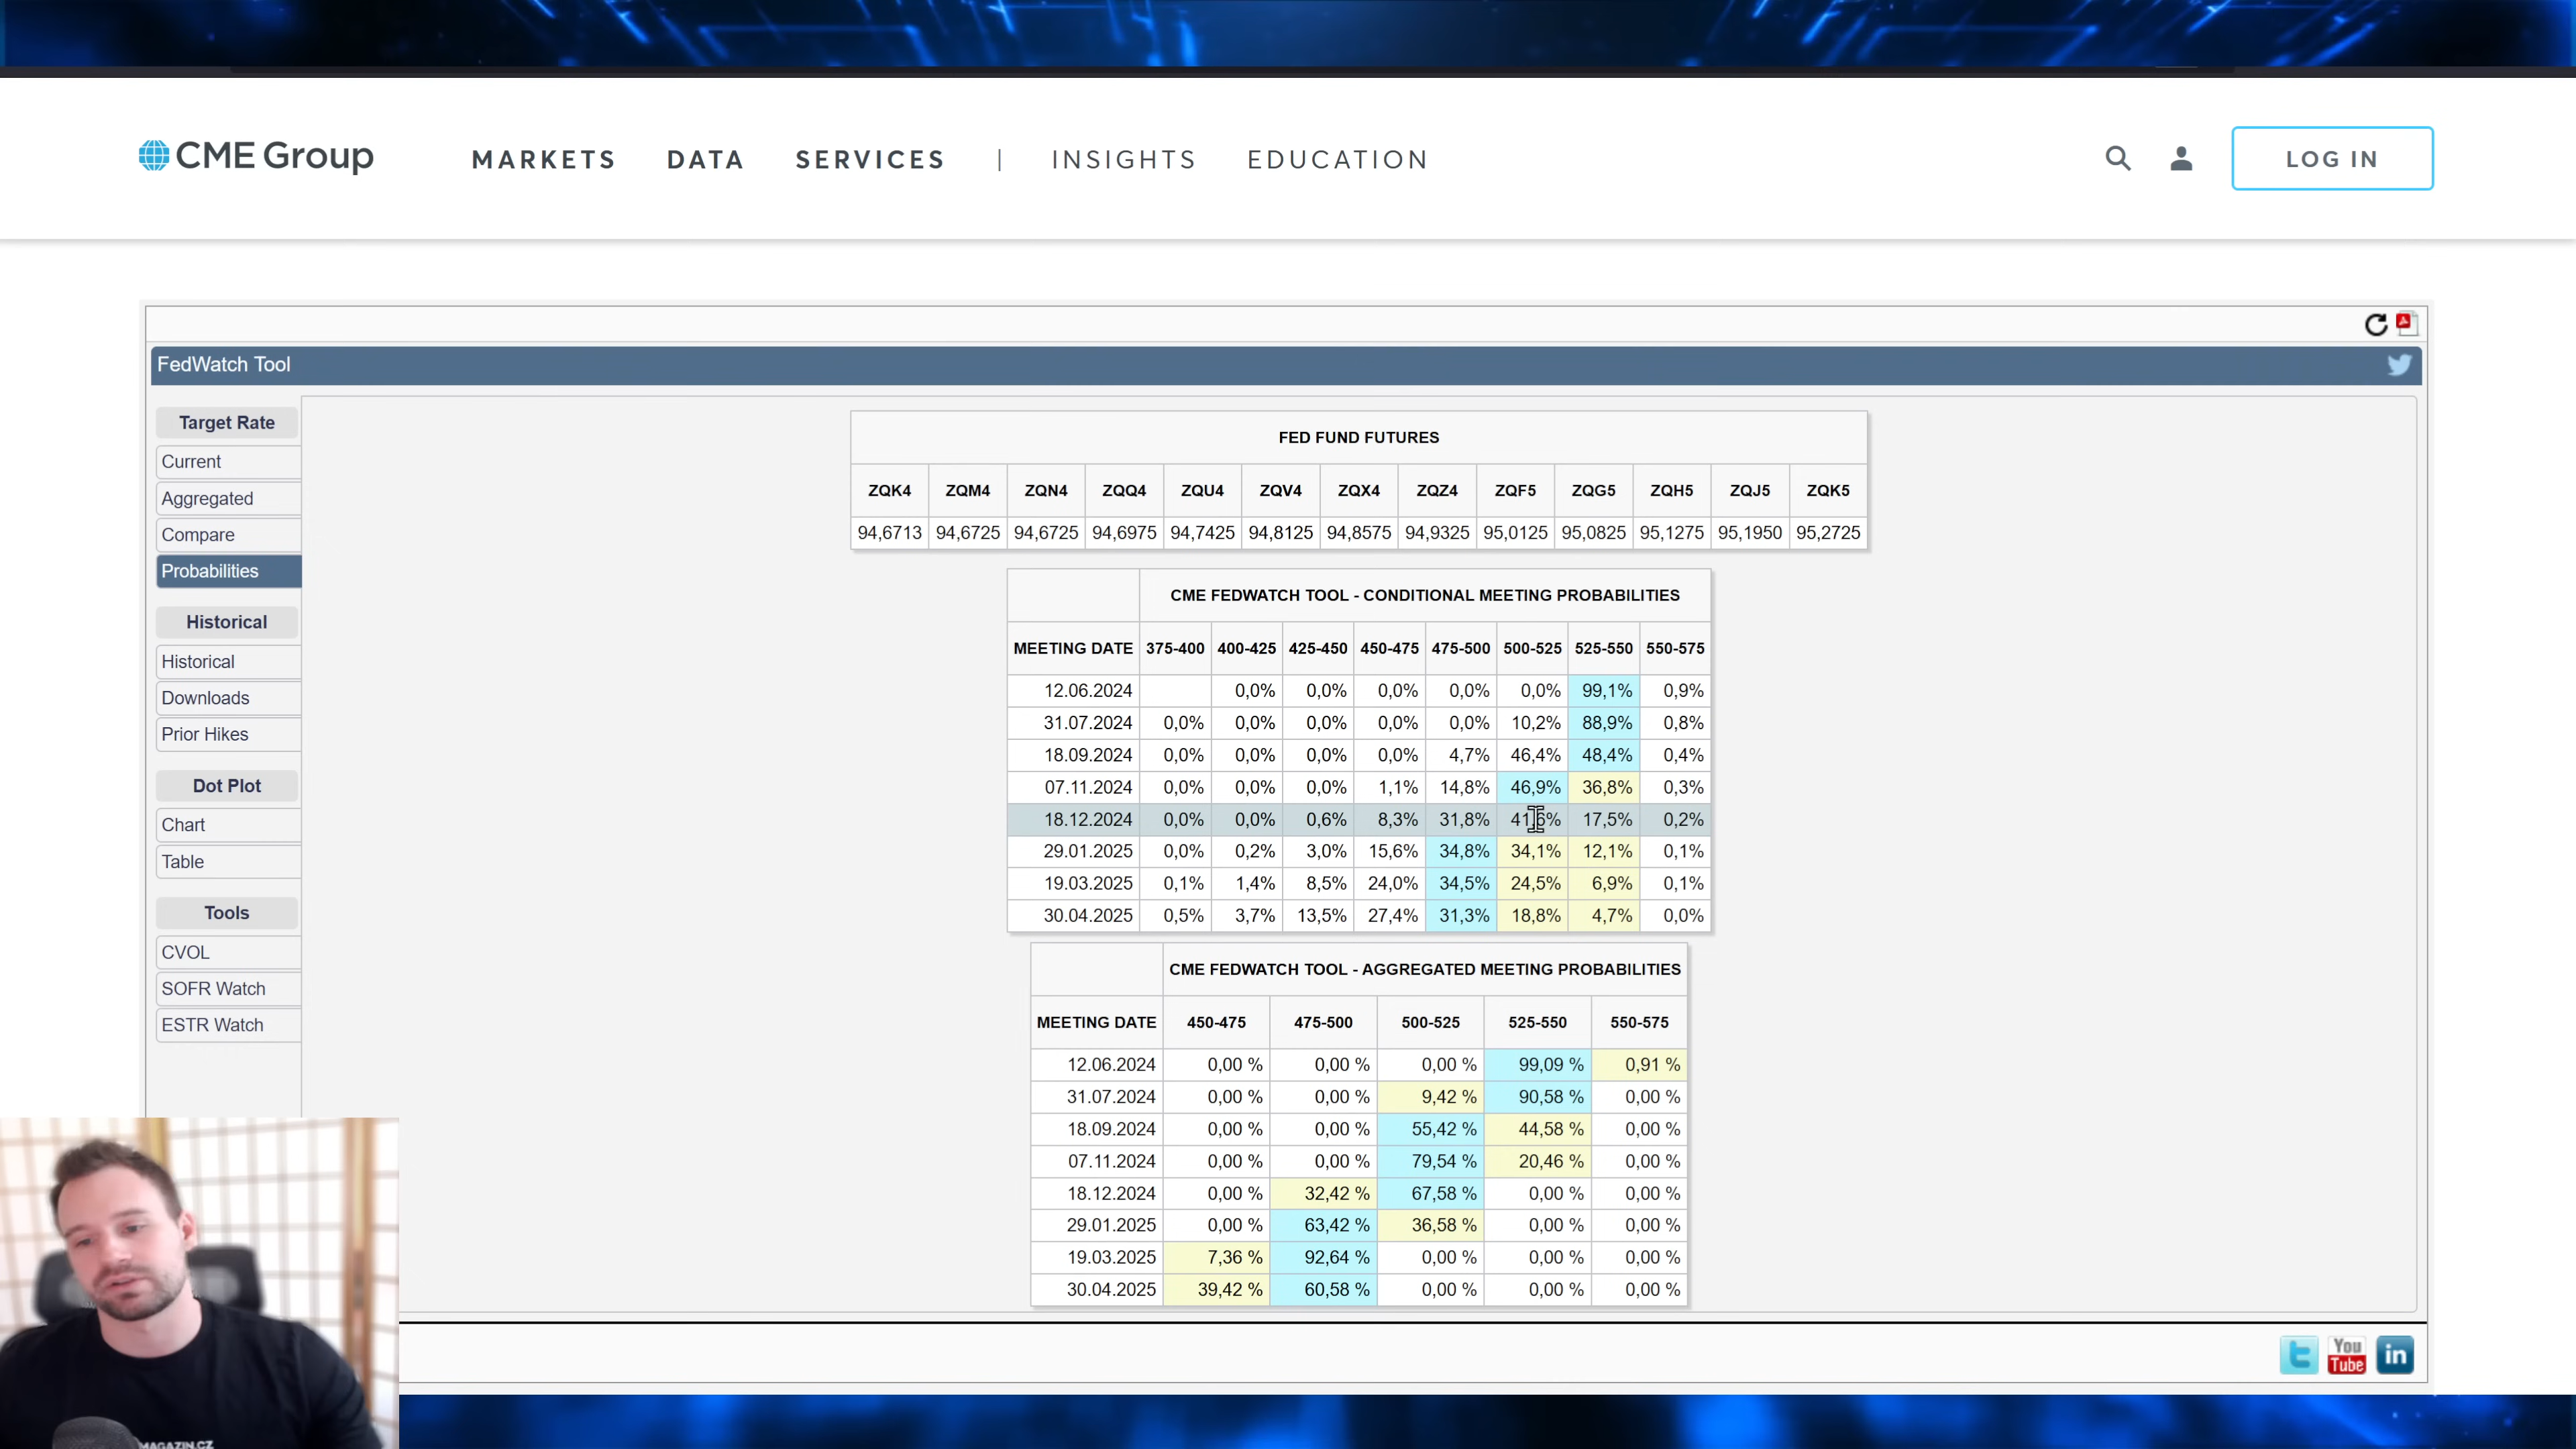 CME Group MARKETS DATA SERVICES | INSIGHTS EDUCATION LOG IN
FedWatch Tool
Target Rate
Current
Aggregated
Compare
Probabilities
Historical
Historical
Downloads
Prior Hikes
Dot Plot
Chart
Table
Tools
CVOL
SOFR Watch
ESTR Watch
FED FUND FUTURES
ZQK4 ZQM4 ZQN4 ZQQ4 ZQU4 ZQV4 ZQX4 ZQZ4 ZQF5 ZQG5 ZQH5 ZQJ5 ZQK5
94,6713 94,6725 94,6725 94,6975 94,7425 94,8125 94,8575 94,9325 95,0125 95,0825 95,1275 95,1950 95,2725
CME FEDWATCH TOOL - CONDITIONAL MEETING PROBABILITIES
MEETING DATE 375-400 400-425 425-450 450-475 475-500 500-525 525-550 550-575
12.06.2024 0,0% 0,0% 0,0% 0,0% 0,0% 99,1% 0,9%
31.07.2024 0,0% 0,0% 0,0% 0,0% 0,0% 10,2% 88,9% 0,8%
18.09.2024 0,0% 0,0% 0,0% 0,0% 4,7% 46,4% 48,4% 0,4%
07.11.2024 0,0% 0,0% 0,0% 1,1% 14,8% 46,9% 36,8% 0,3%
18.12.2024 0,0% 0,0% 0,6% 8,3% 31,8% 41,6% 17,5% 0,2%
29.01.2025 0,0% 0,2% 3,0% 15,6% 34,8% 34,1% 12,1% 0,1%
19.03.2025 0,1% 1,4% 8,5% 24,0% 34,5% 24,5% 6,9% 0,1%
30.04.2025 0,5% 3,7% 13,5% 27,4% 31,3% 18,8% 4,7% 0,0%
CME FEDWATCH TOOL - AGGREGATED MEETING PROBABILITIES
MEETING DATE 450-475 475-500 500-525 525-550 550-575
12.06.2024 0,00 % 0,00 % 0,00 % 99,09 % 0,91 %
31.07.2024 0,00 % 0,00 % 9,42 % 90,58 % 0,00 %
18.09.2024 0,00 % 0,00 % 55,42 % 44,58 % 0,00 %
07.11.2024 0,00 % 0,00 % 79,54 % 20,46 % 0,00 %
18.12.2024 0,00 % 32,42 % 67,58 % 0,00 % 0,00 %
29.01.2025 0,00 % 63,42 % 36,58 % 0,00 % 0,00 %
19.03.2025 7,36 % 92,64 % 0,00 % 0,00 % 0,00 %
30.04.2025 39,42 % 60,58 % 0,00 % 0,00 % 0,00 %
You
Tube
in
MAGAZIN.CZ